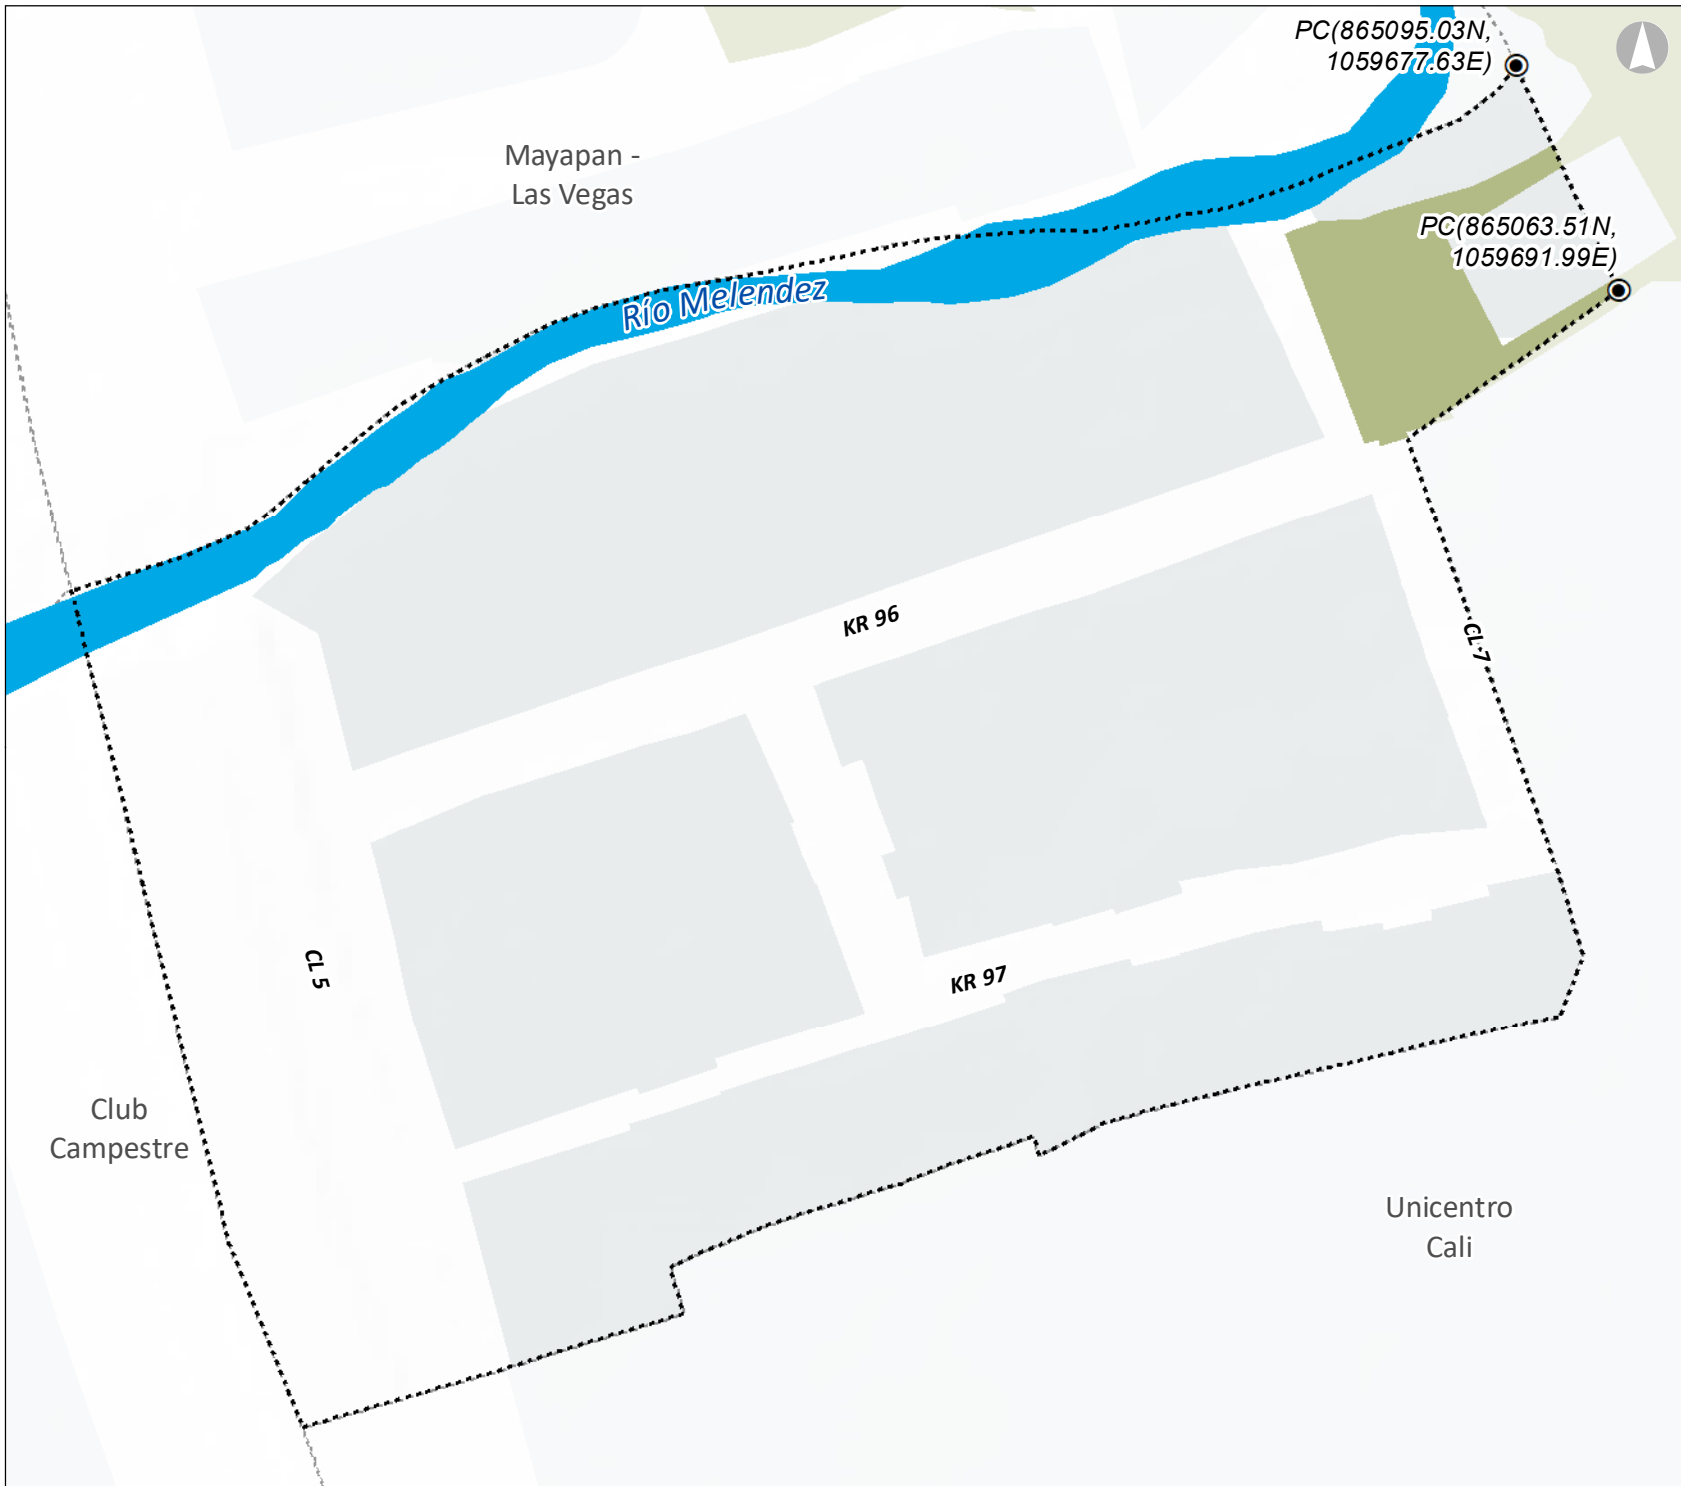 PC(865095.03N,
1059677.63E)
Mayapan -
Las Vegas
PC(865063.51N,
1059691.99E)
Río Melendez
KR 96
CL 7
CL 5
KR 97
Club
Campestre
Unicentro
Cali